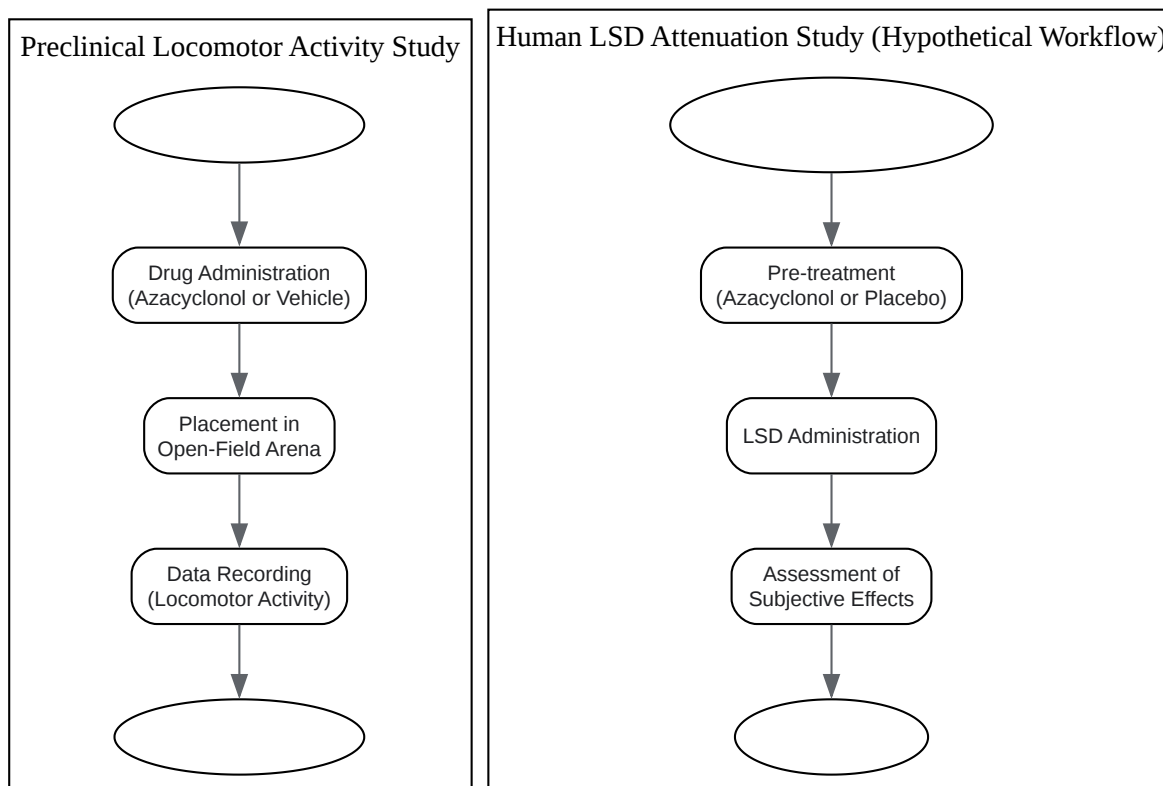 Preclinical Locomotor Activity Study
Drug Administration
(Azacyclonol or Vehicle)
Placement in
Open-Field Arena
Data Recording
(Locomotor Activity)
Human LSD Attenuation Study (Hypothetical Workflow)
Pre-treatment
(Azacyclonol or Placebo)
LSD Administration
Assessment of
Subjective Effects